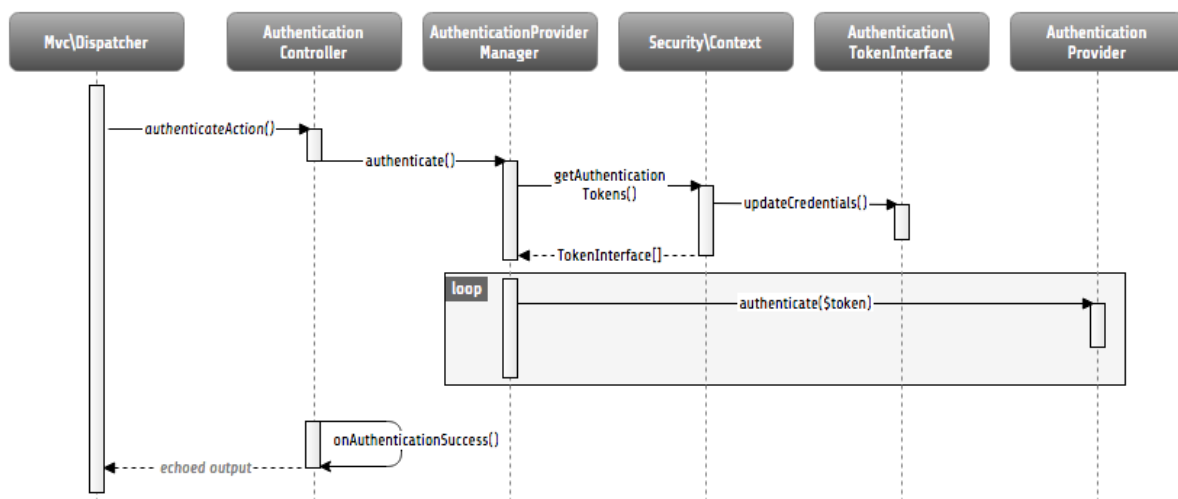 Mvc\Dispatcher
Authentication
Controller
AuthenticationProvider
Manager
Security\Context
Authentication\
TokenInterface
Authentication
Provider
authenticateAction()
authenticate()
getAuthentication
Tokens()
updateCredentials()
TokenInterface[]
loop
authenticate($token)
onAuthenticationSuccess()
echoed output